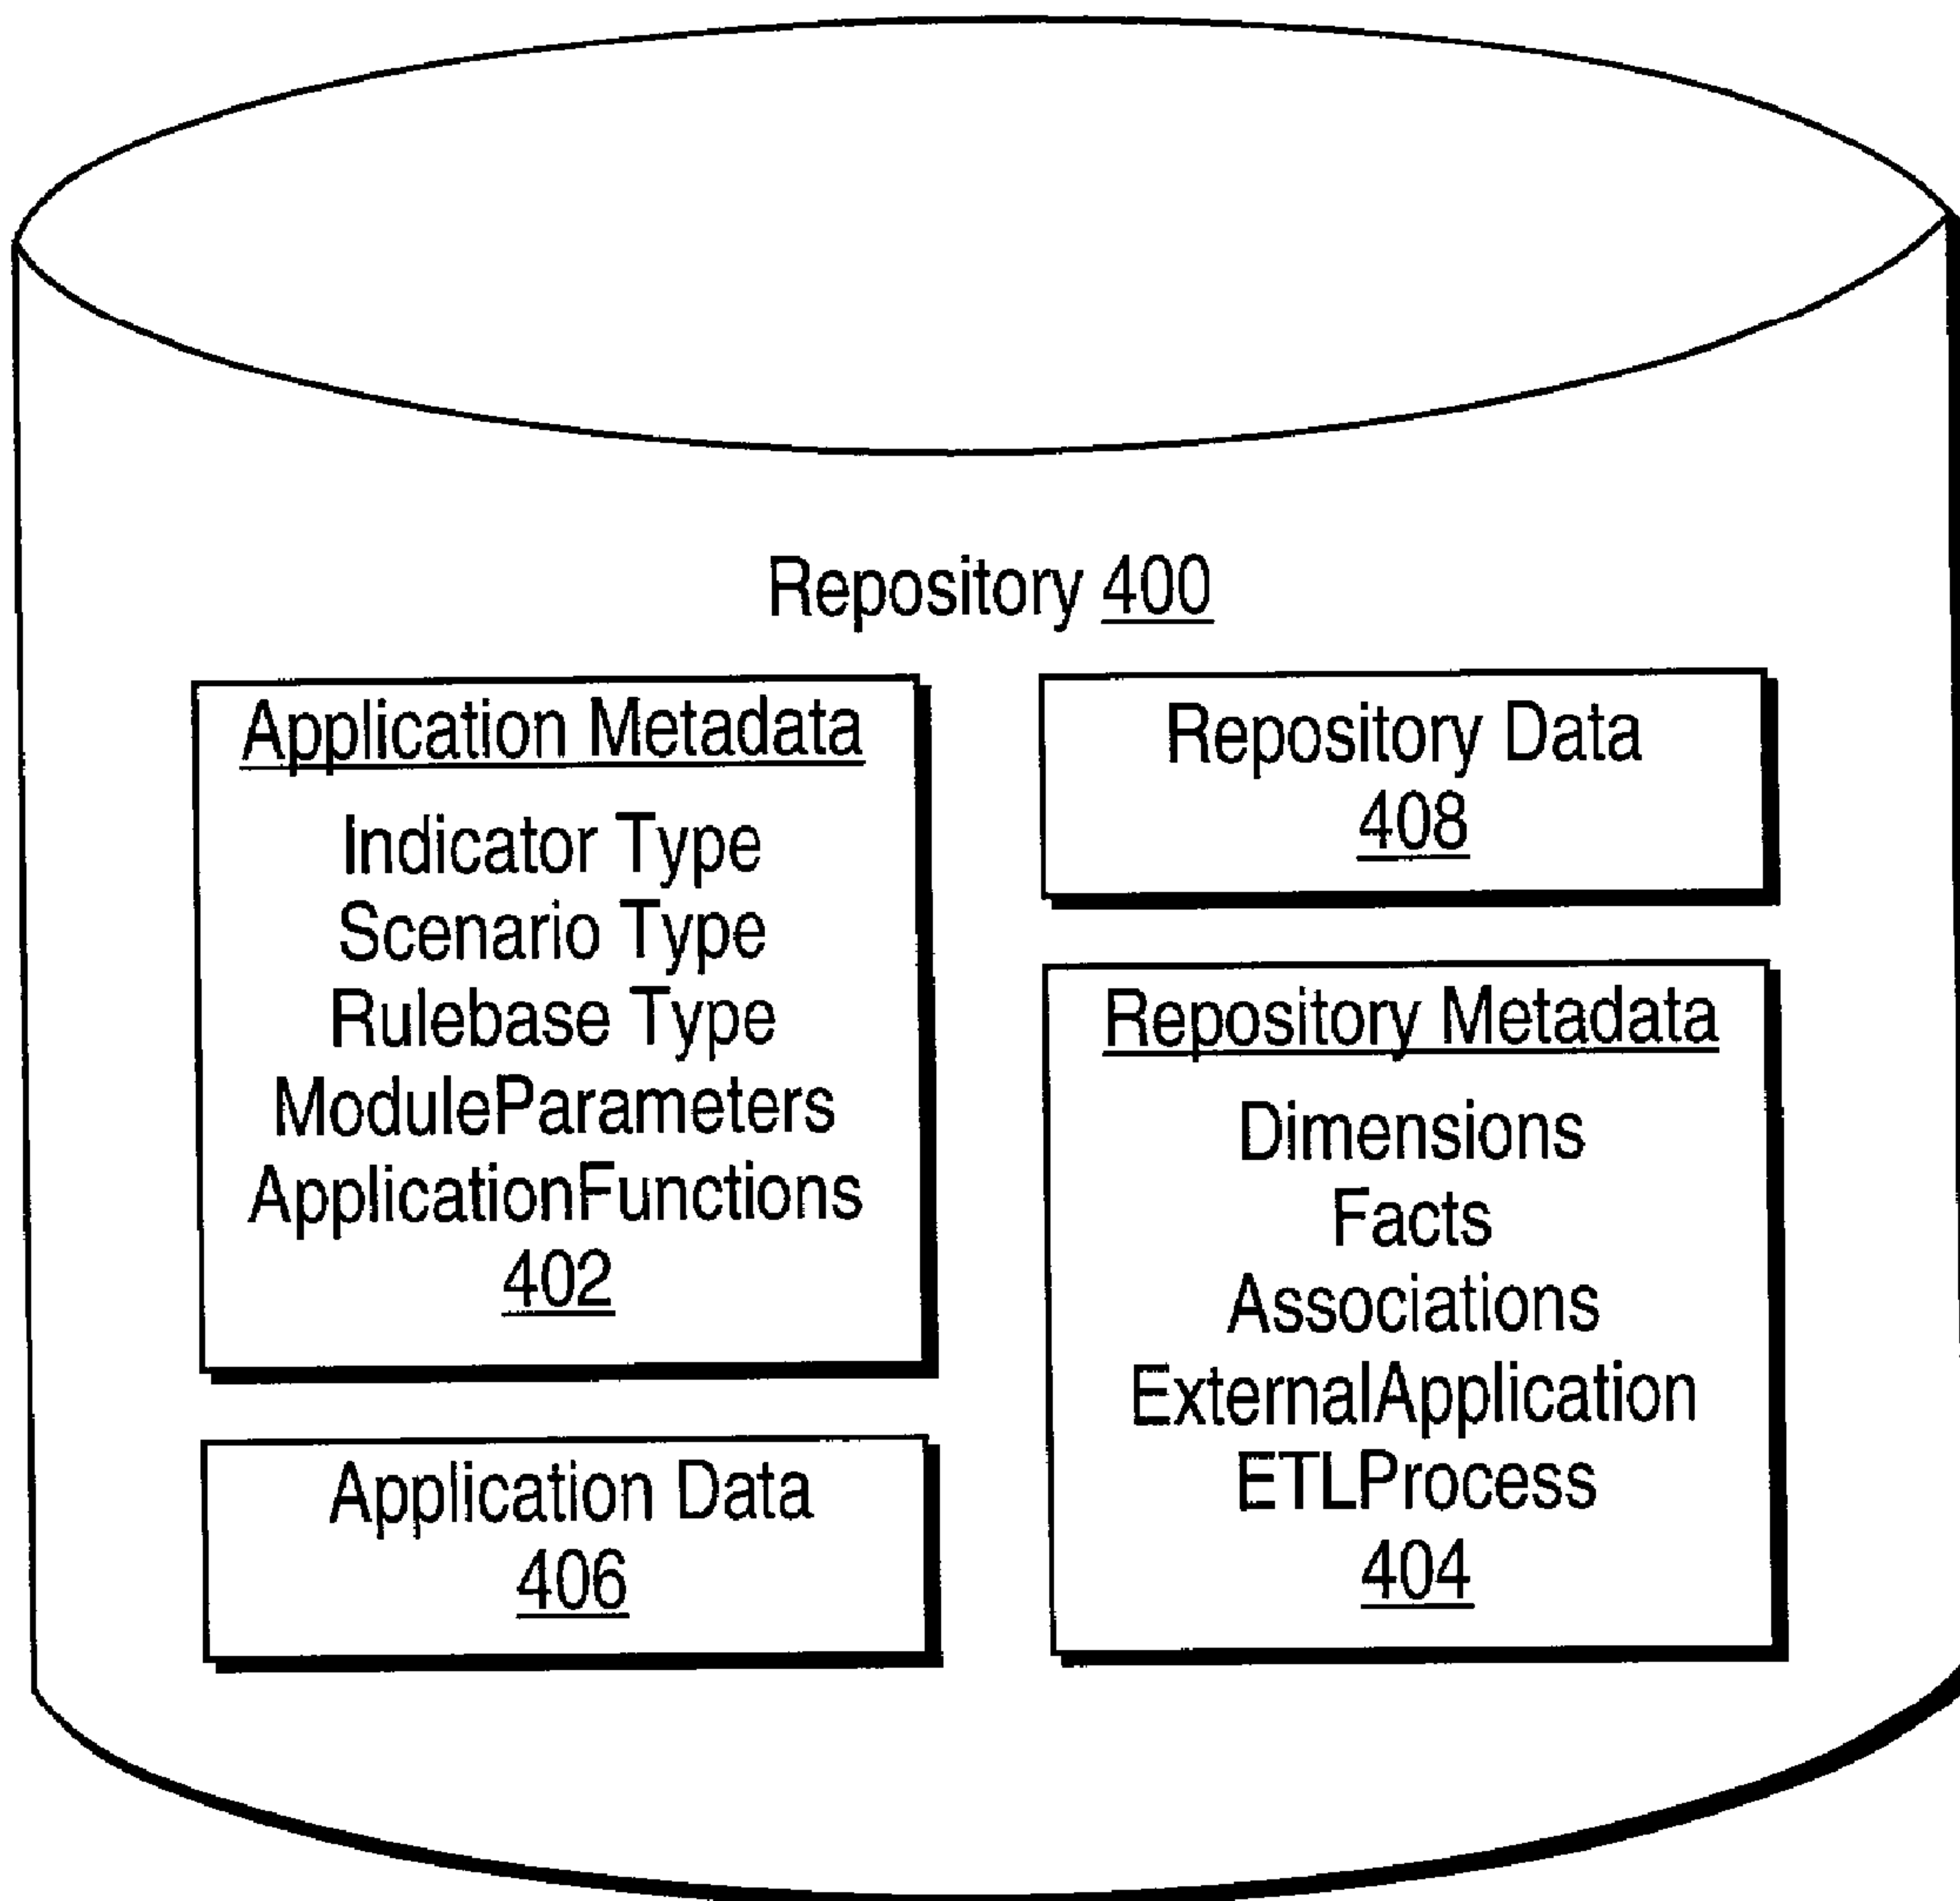 Repository 400
Application Metadata
Indicator Type
Scenario Type
Rulebase Type
ModuleParameters
ApplicationFunctions
402
Application Data
406
Repository Data
408
Repository Metadata
Dimensions
Facts
Associations
ExternalApplication
ETLProcess
404